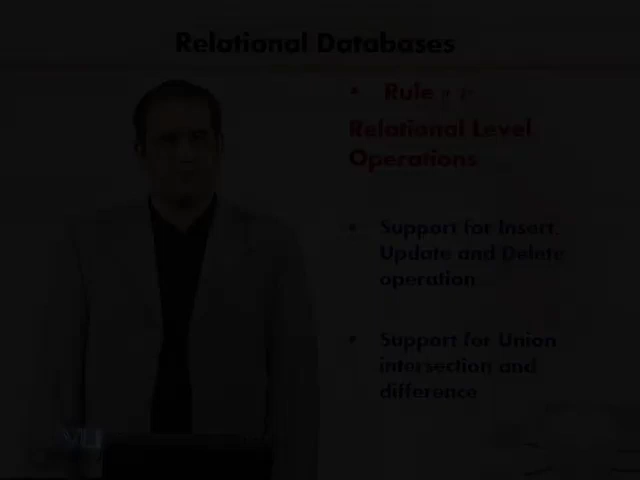 Relational Databases
• Rule #
Relational Level
Operations
• Support for Insert,
Update and Delete
operation
• Support for Union
intersection and
difference
VU